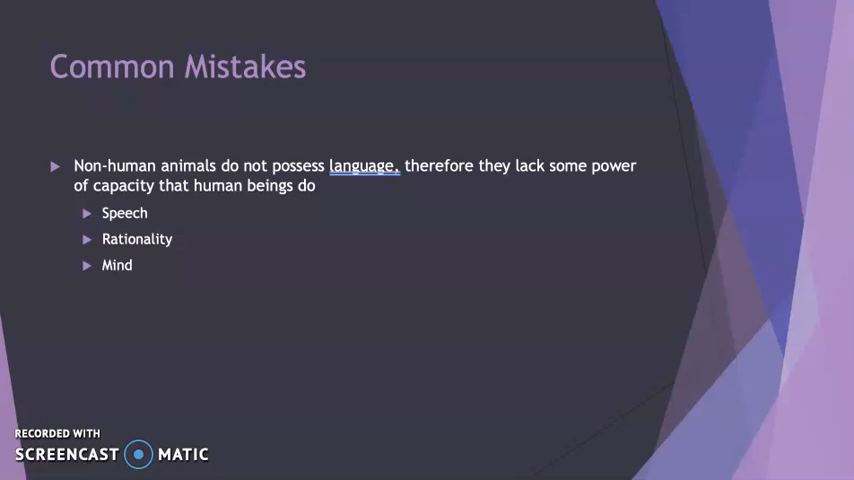 Common Mistakes
Non-human animals do not possess language, therefore they lack some power
of capacity that human beings do
Speech
Rationality
Mind
RECORDED WITH
SCREENCAST MATIC